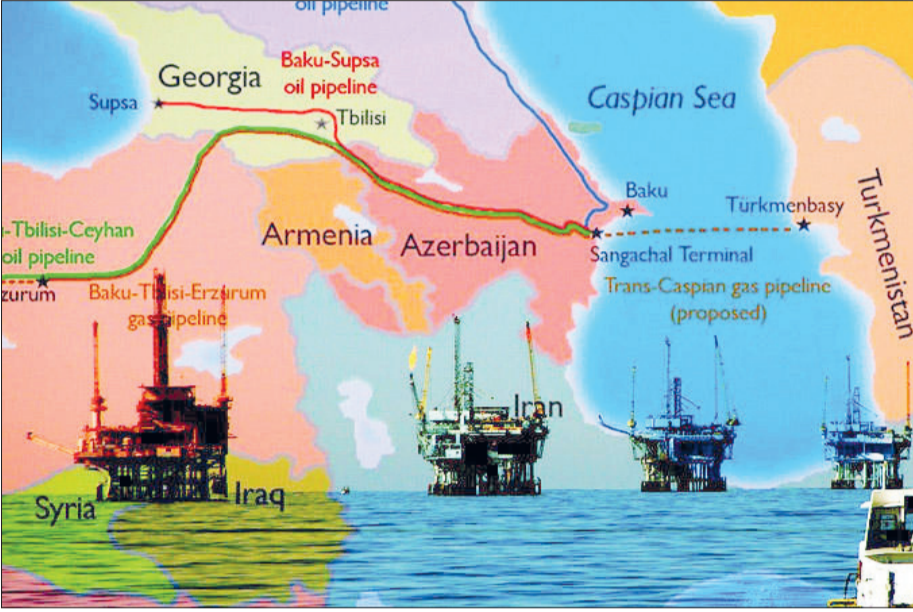 oil pipeline
Baku-Supsa
oil pipeline
Georgia
Supsa
Tbilisi
Caspian Sea
Baku
Türkmenbasy
Turkmenistan
-Tbilisi-Ceyhan
oil pipeline
Armenia
Azerbaijan
Sangachal Terminal
Trans-Caspian gas pipeline
(proposed)
zurum
Baku-Tbilisi-Erzurum
gas pipeline
Iran
Syria
Iraq